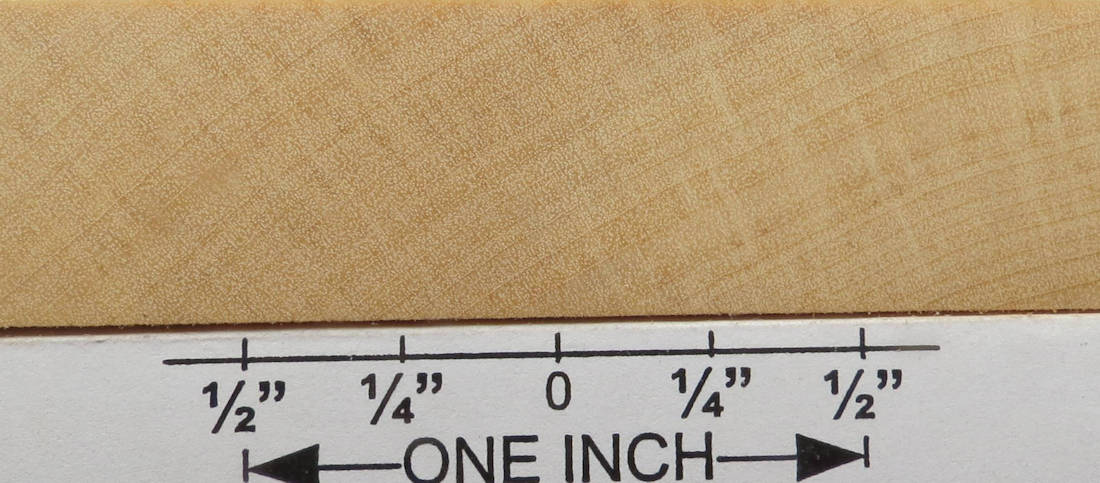 ½” ¼” 0 ¼” ½”
ONE INCH